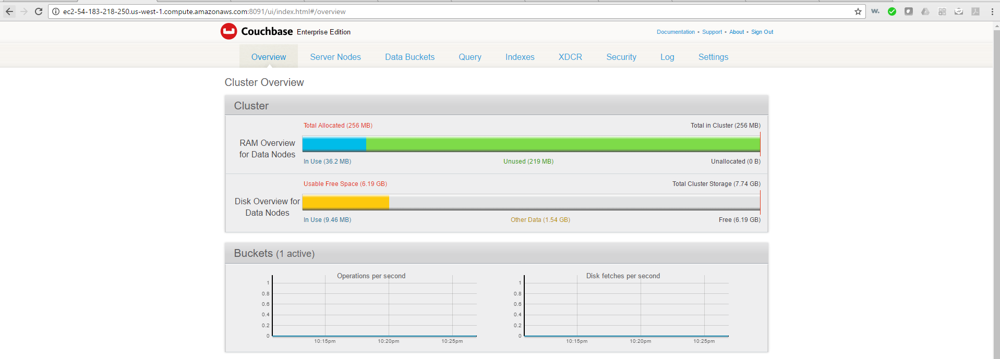 ec2-54-183-218-250.us-west-1.compute.amazonaws.com:8091/ui/index.html#/overview
w.
Couchbase Enterprise Edition
Documentation • Support • About • Sign Out
Overview Server Nodes Data Buckets Query Indexes XDCR Security Log Settings
Cluster Overview
Cluster
Total Allocated (256 MB) Total in Cluster (256 MB)
RAM Overview
for Data Nodes
In Use (36.2 MB) Unused (219 MB) Unallocated (0 B)
Usable Free Space (6.19 GB) Total Cluster Storage (7.74 GB)
Disk Overview for
Data Nodes
In Use (9.46 MB) Other Data (1.54 GB) Free (6.19 GB)
Buckets (1 active)
Operations per second
1
0.8
0.6
0.4
0.2
0
10:15pm 10:20pm 10:25pm
Disk fetches per second
1
0.8
0.6
0.4
0.2
0
10:15pm 10:20pm 10:25pm